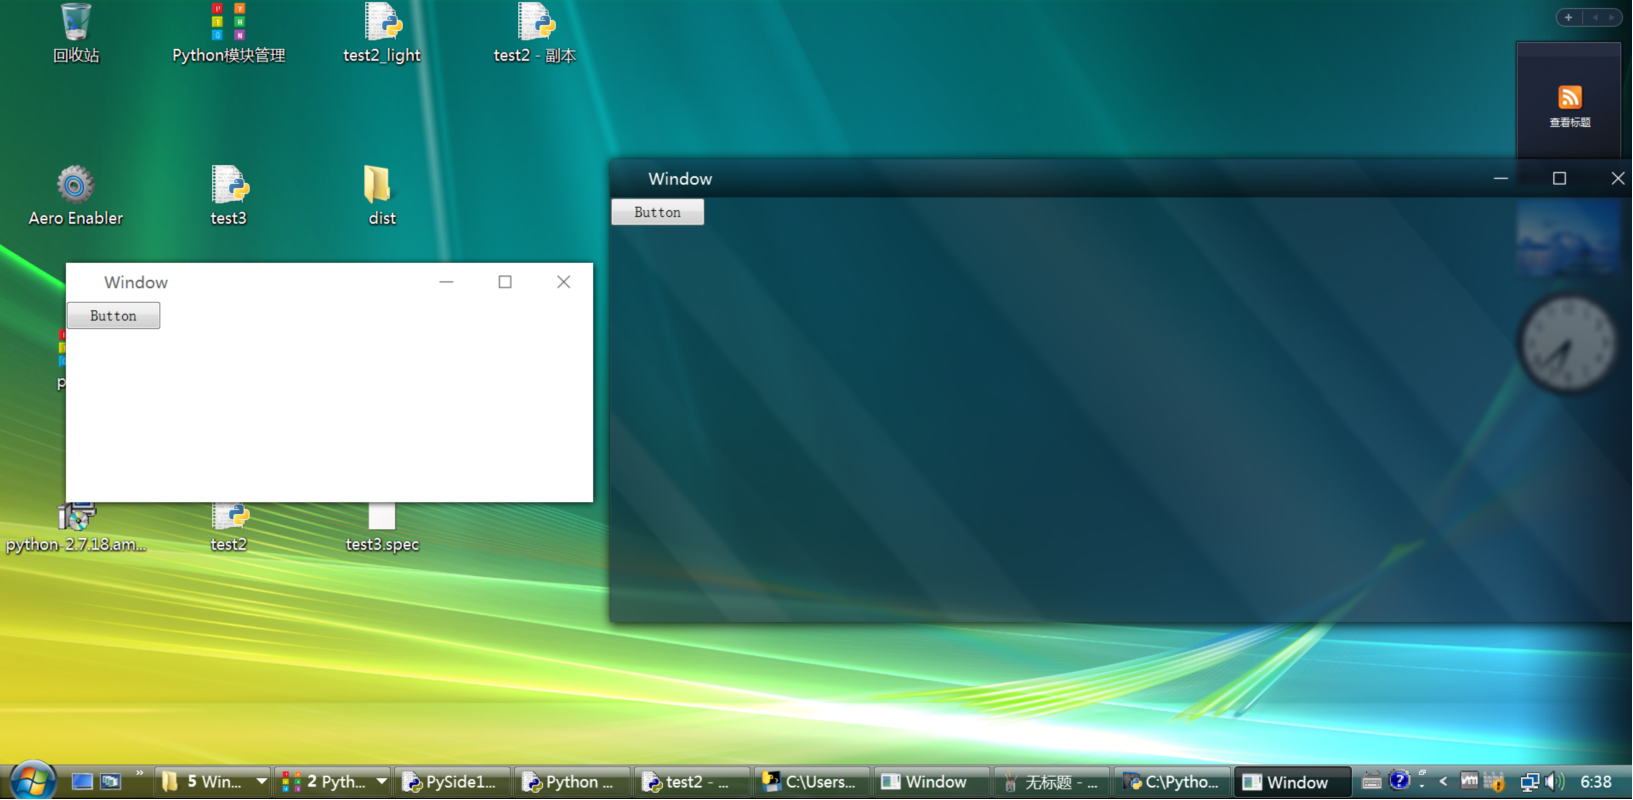 回收站
Python模块管理
test2_light
test2 - 副本
查看标题
Aero Enabler
test3
dist
Window
Button
Window
Button
p
python-2.7.18.am...
test2
test3.spec
5 Win...
2 Pyth...
PySide1...
Python ...
test2 - ...
C:\Users...
Window
无标题 - ...
C:\Pytho...
Window
6:38